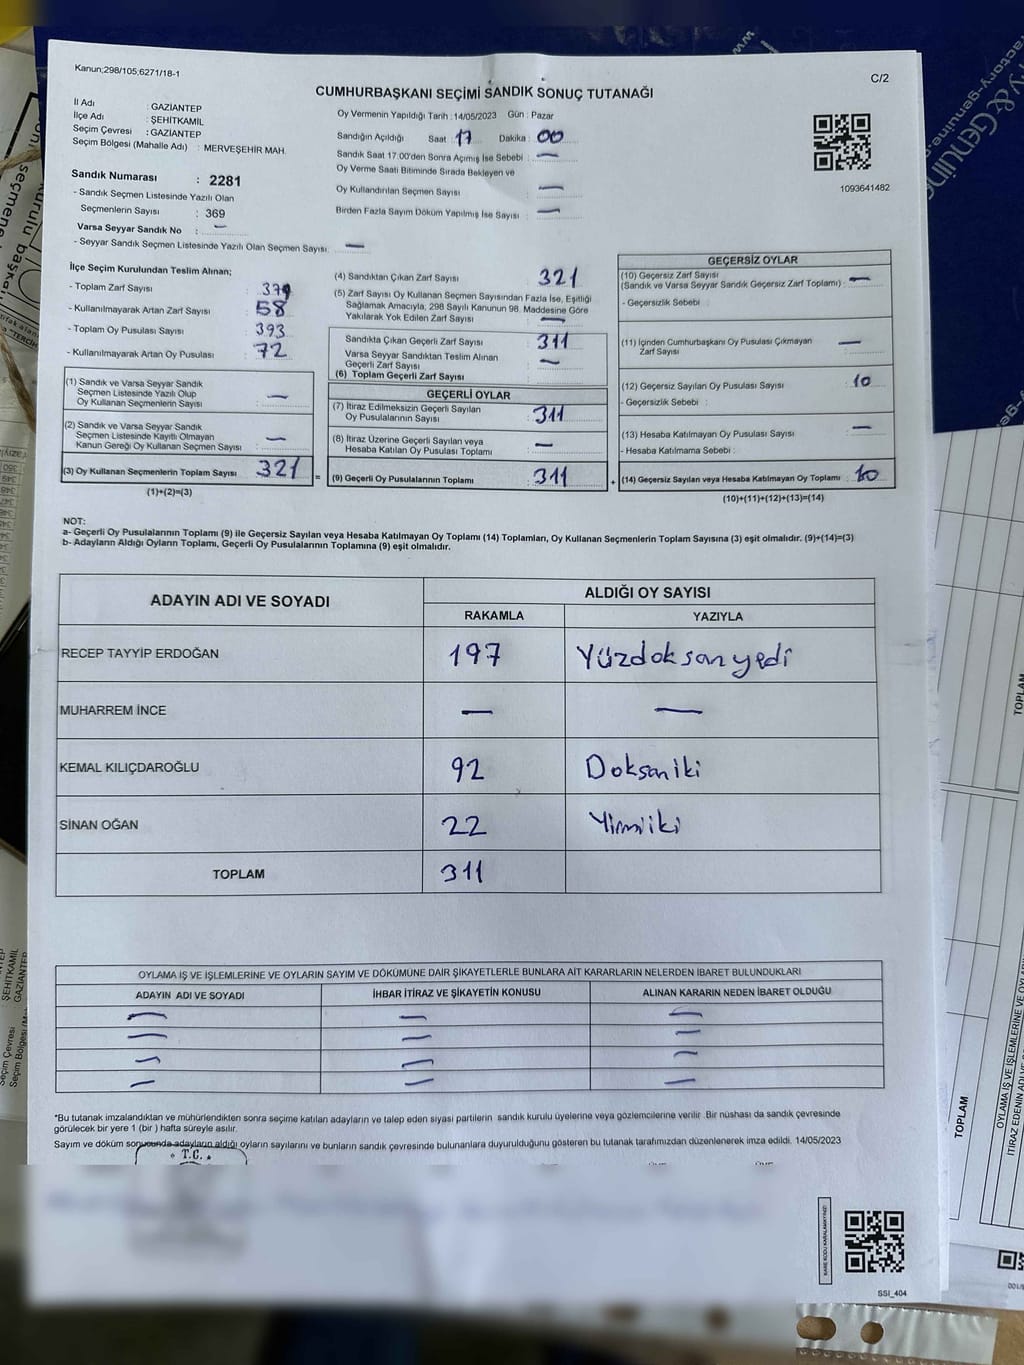 Kanun;298/105;6271/18-1
C/2
CUMHURBAŞKANI SEÇİMİ SANDIK SONUÇ TUTANAĞI
İl Adı : GAZİANTEP
İlçe Adı : ŞEHİTKAMİL
Seçim Çevresi : GAZİANTEP
Seçim Bölgesi (Mahalle Adı) : MERVEŞEHİR MAH.
Oy Vermenin Yapıldığı Tarih : 14/05/2023 Gün : Pazar
Sandığın Açıldığı Saat : 17 Dakika : 00
Sandık Saat 17.00'den Sonra Açımış İse Sebebi : —
Oy Verme Saati Bitiminde Sırada Bekleyen ve
Oy Kullandırılan Seçmen Sayısı : —
Birden Fazla Sayım Döküm Yapılmış İse Sayısı : —
1093641482
Sandık Numarası : 2281
- Sandık Seçmen Listesinde Yazılı Olan
Seçmenlerin Sayısı : 369
Varsa Seyyar Sandık No : —
- Seyyar Sandık Seçmen Listesinde Yazılı Olan Seçmen Sayısı: —
İlçe Seçim Kurulundan Teslim Alınan;
- Toplam Zarf Sayısı : 379
- Kullanılmayarak Artan Zarf Sayısı : 58
- Toplam Oy Pusulası Sayısı : 393
- Kullanılmayarak Artan Oy Pusulası : 72
(1) Sandık ve Varsa Seyyar Sandık
Seçmen Listesinde Yazılı Olup
Oy Kullanan Seçmenlerin Sayısı : —
(2) Sandık ve Varsa Seyyar Sandık
Seçmen Listesinde Kayıtlı Olmayan
Kanun Gereği Oy Kullanan Seçmen Sayısı : —
(3) Oy Kullanan Seçmenlerin Toplam Sayısı : 321 =
(1)+(2)=(3)
(4) Sandıktan Çıkan Zarf Sayısı : 321
(5) Zarf Sayısı Oy Kullanan Seçmen Sayısından Fazla İse, Eşitliği
Sağlamak Amacıyla, 298 Sayılı Kanunun 98. Maddesine Göre
Yakılarak Yok Edilen Zarf Sayısı : —
Sandıkta Çıkan Geçerli Zarf Sayısı : 311
Varsa Seyyar Sandıktan Teslim Alınan
Geçerli Zarf Sayısı : —
(6) Toplam Geçerli Zarf Sayısı :
GEÇERLİ OYLAR
(7) İtiraz Edilmeksizin Geçerli Sayılan
Oy Pusulalarının Sayısı : 311
(8) İtiraz Üzerine Geçerli Sayılan veya
Hesaba Katılan Oy Pusulası Toplamı : —
(9) Geçerli Oy Pusulalarının Toplamı : 311 +
GEÇERSİZ OYLAR
(10) Geçersiz Zarf Sayısı
(Sandık ve Varsa Seyyar Sandık Geçersiz Zarf Toplamı) : —
- Geçersizlik Sebebi :
(11) İçinden Cumhurbaşkanı Oy Pusulası Çıkmayan
Zarf Sayısı : —
(12) Geçersiz Sayılan Oy Pusulası Sayısı : 10
- Geçersizlik Sebebi :
(13) Hesaba Katılmayan Oy Pusulası Sayısı : —
- Hesaba Katılmama Sebebi :
(14) Geçersiz Sayılan veya Hesaba Katılmayan Oy Toplamı : 10
(10)+(11)+(12)+(13)=(14)
NOT:
a- Geçerli Oy Pusulalarının Toplamı (9) ile Geçersiz Sayılan veya Hesaba Katılmayan Oy Toplamı (14) Toplamları, Oy Kullanan Seçmenlerin Toplam Sayısına (3) eşit olmalıdır. (9)+(14)=(3)
b- Adayların Aldığı Oyların Toplamı, Geçerli Oy Pusulalarının Toplamına (9) eşit olmalıdır.
ADAYIN ADI VE SOYADI ALDIĞI OY SAYISI
RAKAMLA YAZIYLA
RECEP TAYYİP ERDOĞAN 197 Yüzdoksanyedi
MUHARREM İNCE — —
KEMAL KILIÇDAROĞLU 92 Doksaniki
SİNAN OĞAN 22 Yirmiiki
TOPLAM 311
OYLAMA İŞ VE İŞLEMLERİNE VE OYLARIN SAYIM VE DÖKÜMÜNE DAİR ŞİKAYETLERLE BUNLARA AİT KARARLARIN NELERDEN İBARET BULUNDUKLARI
ADAYIN ADI VE SOYADI İHBAR İTİRAZ VE ŞİKAYETİN KONUSU ALINAN KARARIN NEDEN İBARET OLDUĞU
— — —
— — —
— — —
— — —
*Bu tutanak imzalandıktan ve mühürlendikten sonra seçime katılan adayların ve talep eden siyasi partilerin sandık kurulu üyelerine veya gözlemcilerine verilir .Bir nüshası da sandık çevresinde
görülecek bir yere 1 (bir ) hafta süreyle asılır.
Sayım ve döküm sonucunda adayların aldığı oyların sayılarını ve bunların sandık çevresinde bulunanlara duyurulduğunu gösteren bu tutanak tarafımızdan düzenlenerek imza edildi. 14/05/2023
T.C.
SSI_404
TOPLAM
TOPLAM